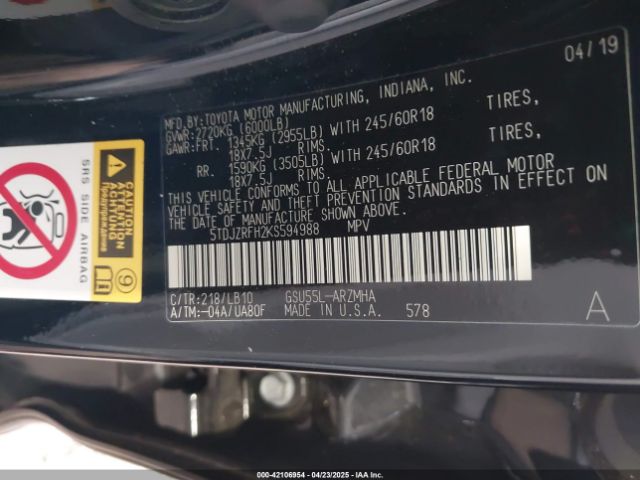 04/19
MFD.BY:TOYOTA MOTOR MANUFACTURING, INDIANA, INC.
GVWR:2720KG (6000LB)
GAWR:FRT. 1345KG (2955LB) WITH 245/60R18 TIRES,
18X7.5J RIMS.
RR. 1590KG (3505LB) WITH 245/60R18 TIRES,
18X7.5J RIMS.
THIS VEHICLE CONFORMS TO ALL APPLICABLE FEDERAL MOTOR
VEHICLE SAFETY AND THEFT PREVENTION STANDARDS IN EFFECT ON
THE DATE OF MANUFACTURE SHOWN ABOVE.
5TDJZRFH2KS594988 MPV
C/TR:218/LB10 GSU55L-ARZMHA
A/TM:-04A/UA80F MADE IN U.S.A. 578
A
SRS SIDE AIRBAG
CAUTION
ATTENTION
ACHTUNG
Предупреждение
9
000-42106954 - 04/23/2025 - IAAI.COM